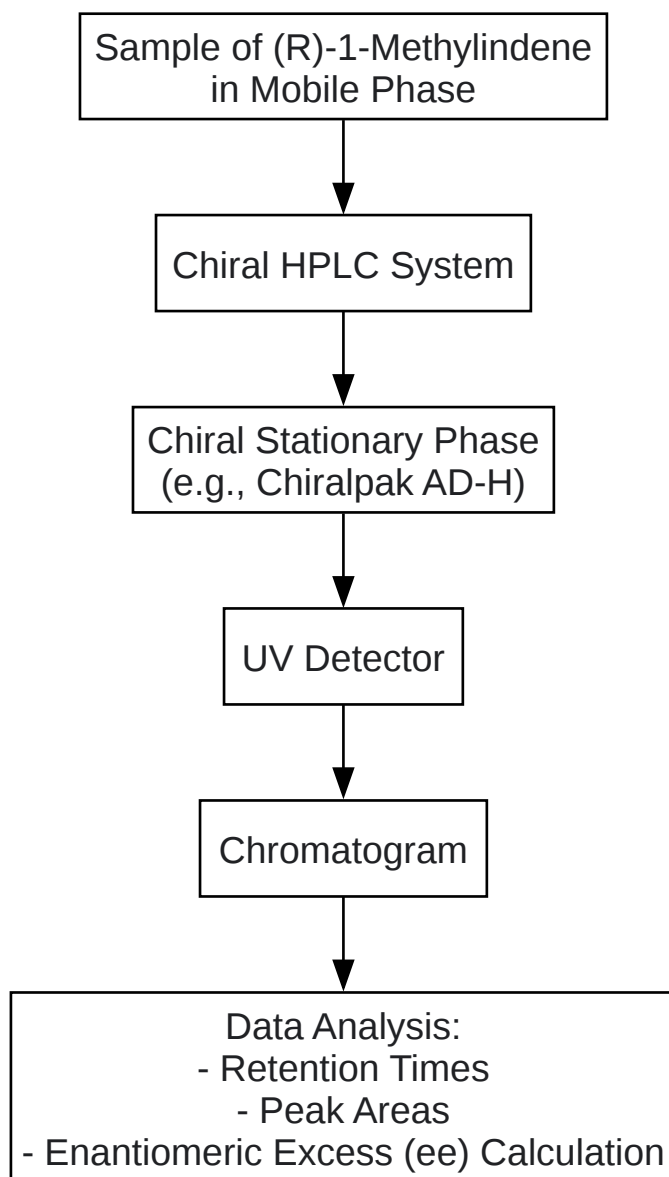 Sample of (R)-1-Methylindene
in Mobile Phase
Chiral HPLC System
Chiral Stationary Phase
(e.g., Chiralpak AD-H)
UV Detector
Chromatogram
Data Analysis:
- Retention Times
- Peak Areas
- Enantiomeric Excess (ee) Calculation